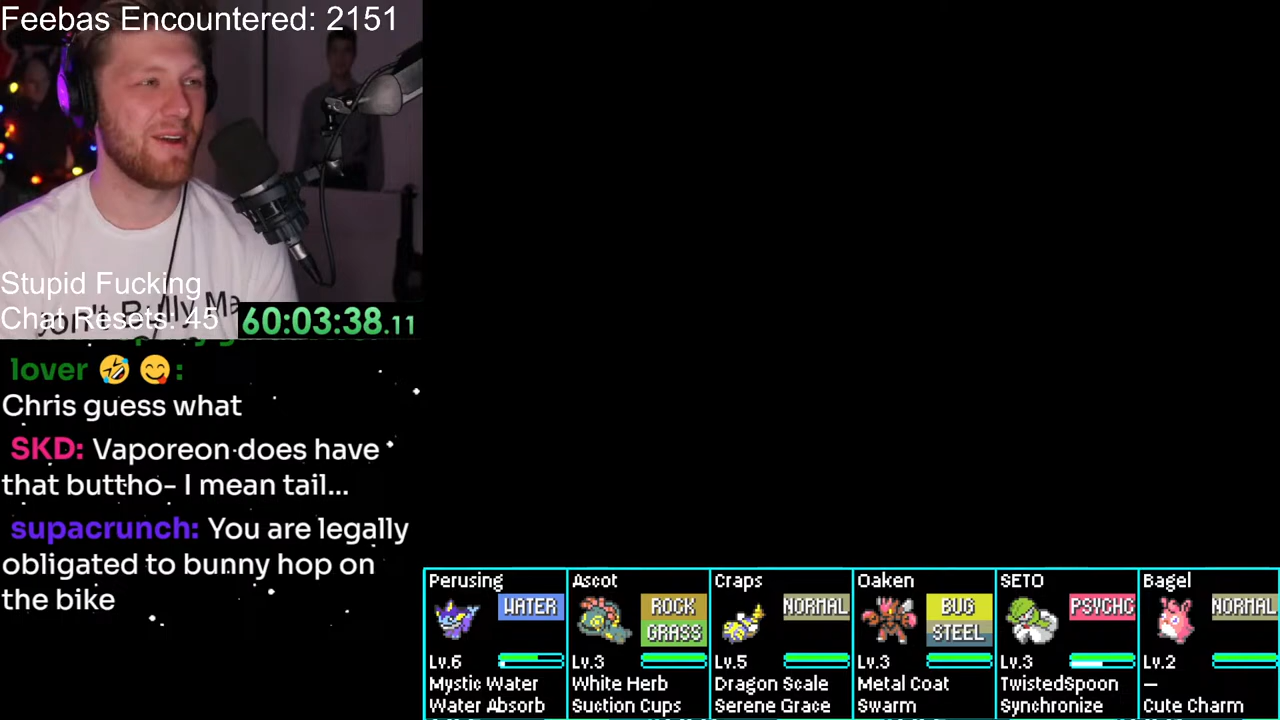 Feebas Encountered: 2151
Stupid Fucking
Chat Resets: 45
60:03:38.11
lover 🤣 😋 :
Chris guess what
SKD: Vaporeon does have
that buttho- I mean tail...
supacrunch: You are legally
obligated to bunny hop on
the bike
Perusing
WATER
Lv.6
Mystic Water
Water Absorb
Ascot
ROCK
GRASS
Lv.3
White Herb
Suction Cups
Craps
NORMAL
Lv.5
Dragon Scale
Serene Grace
Oaken
BUG
STEEL
Lv.3
Metal Coat
Swarm
SETO
PSYCHC
Lv.3
TwistedSpoon
Synchronize
Bagel
NORMAL
Lv.2
—
Cute Charm